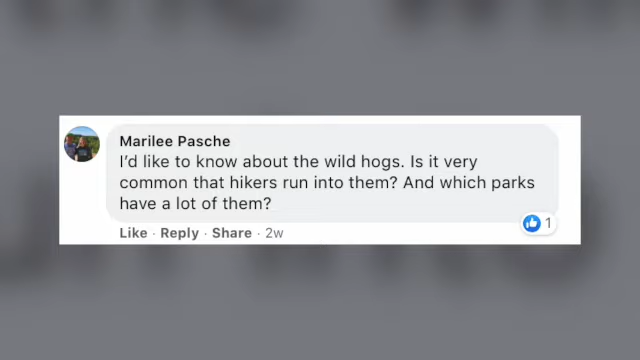 Marilee Pasche
I'd like to know about the wild hogs. Is it very
common that hikers run into them? And which parks
have a lot of them?
Like · Reply · Share · 2w
1